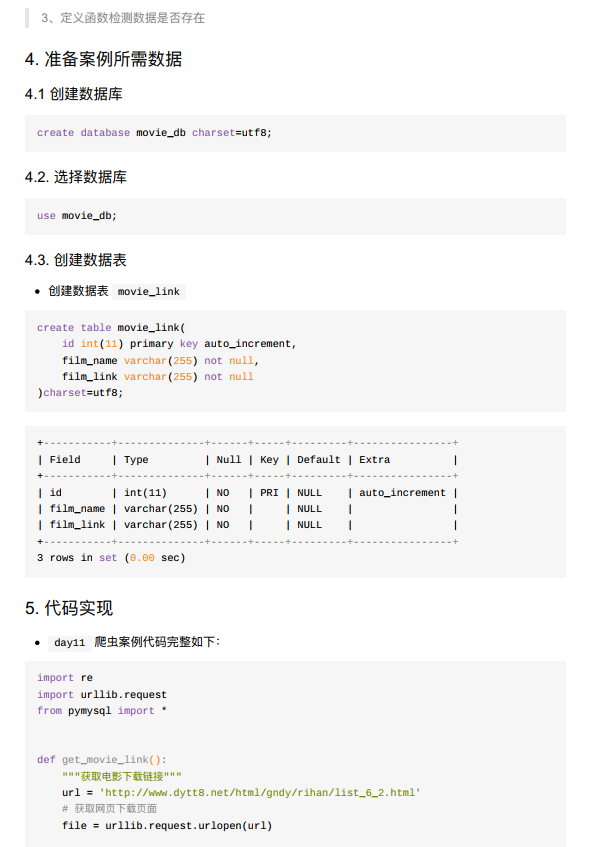 3、定义函数检测数据是否存在
4. 准备案例所需数据
4.1 创建数据库
create database movie_db charset=utf8;
4.2. 选择数据库
use movie_db;
4.3. 创建数据表
• 创建数据表 movie_link
create table movie_link(
    id int(11) primary key auto_increment,
    film_name varchar(255) not null,
    film_link varchar(255) not null
)charset=utf8;
+-----------+--------------+------+-----+---------+----------------+
| Field     | Type         | Null | Key | Default | Extra          |
+-----------+--------------+------+-----+---------+----------------+
| id        | int(11)      | NO   | PRI | NULL    | auto_increment |
| film_name | varchar(255) | NO   |     | NULL    |                |
| film_link | varchar(255) | NO   |     | NULL    |                |
+-----------+--------------+------+-----+---------+----------------+
3 rows in set (0.00 sec)
5. 代码实现
• day11 爬虫案例代码完整如下：
import re
import urllib.request
from pymysql import *
def get_movie_link():
    """获取电影下载链接"""
    url = 'http://www.dytt8.net/html/gndy/rihan/list_6_2.html'
    # 获取网页下载页面
    file = urllib.request.urlopen(url)